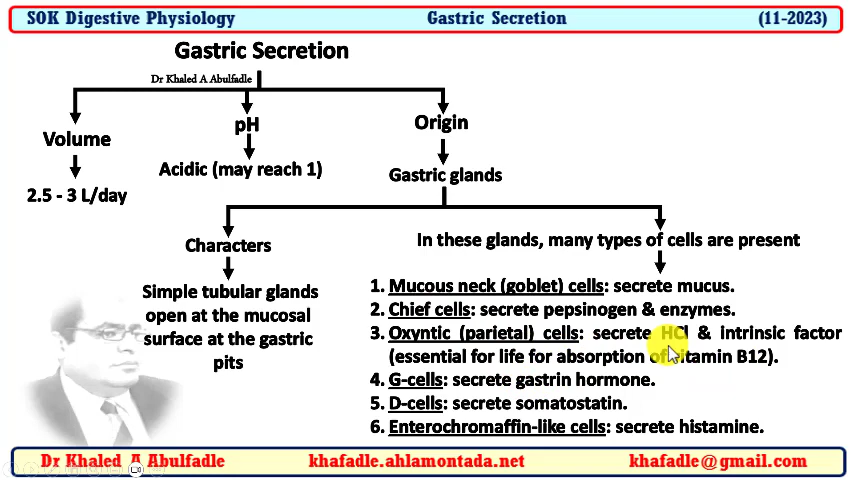 SOK Digestive Physiology Gastric Secretion (11-2023)
Gastric Secretion
Dr Khaled A Abulfadle
Volume
pH
Origin
2.5 - 3 L/day
Acidic (may reach 1)
Gastric glands
Characters
In these glands, many types of cells are present
Simple tubular glands
open at the mucosal
surface at the gastric
pits
1. Mucous neck (goblet) cells: secrete mucus.
2. Chief cells: secrete pepsinogen & enzymes.
3. Oxyntic (parietal) cells: secrete HCl & intrinsic factor
(essential for life for absorption of vitamin B12).
4. G-cells: secrete gastrin hormone.
5. D-cells: secrete somatostatin.
6. Enterochromaffin-like cells: secrete histamine.
Dr Khaled A Abulfadle khafadle.ahlamontada.net khafadle@gmail.com